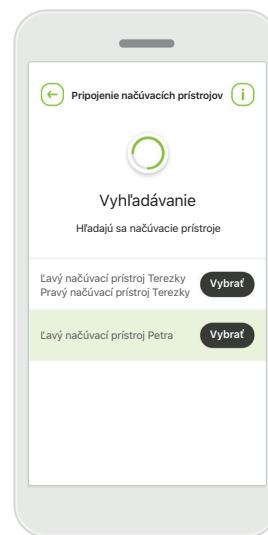 Pripojenie načúvacích prístrojov
Vyhľadávanie
Hľadajú sa načúvacie prístroje
Ľavý načúvací prístroj Terezky
Pravý načúvací prístroj Terezky
Vybrať
Ľavý načúvací prístroj Petra
Vybrať